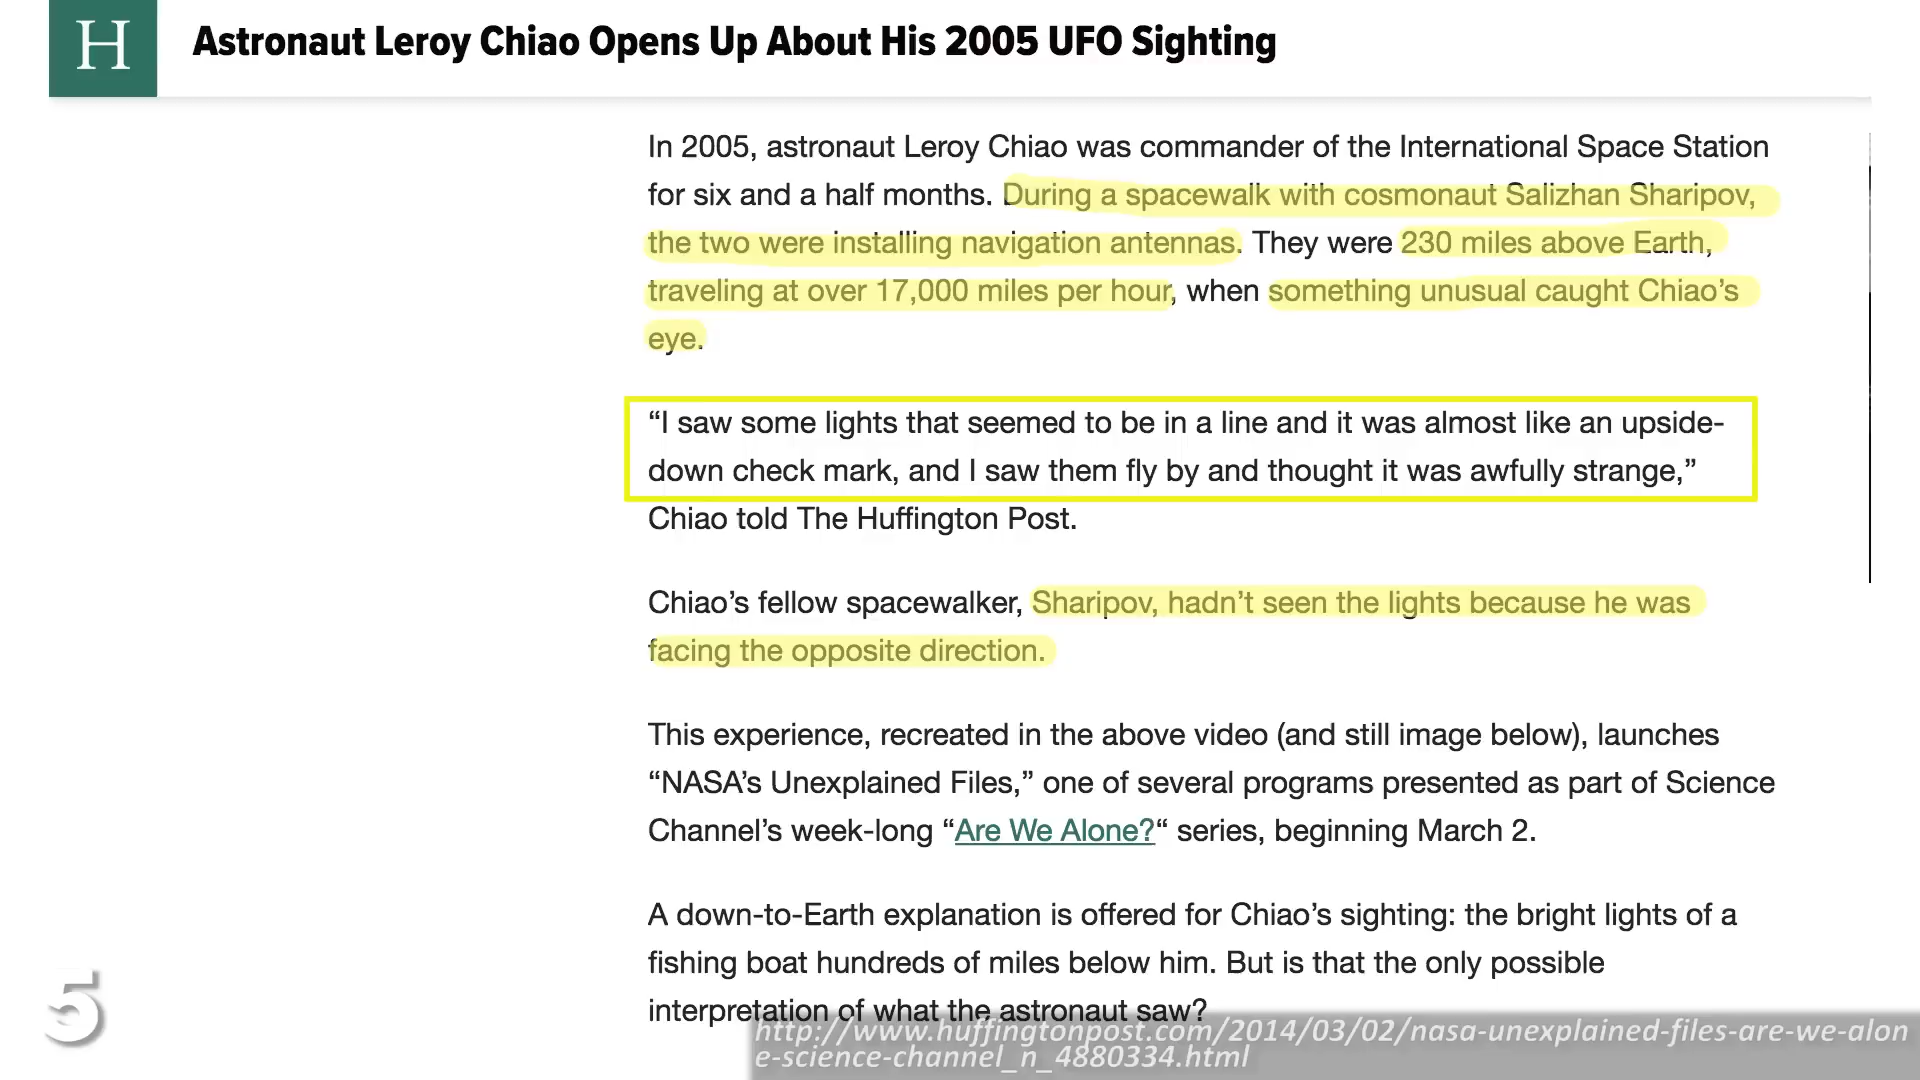 H
Astronaut Leroy Chiao Opens Up About His 2005 UFO Sighting
In 2005, astronaut Leroy Chiao was commander of the International Space Station
for six and a half months. During a spacewalk with cosmonaut Salizhan Sharipov,
the two were installing navigation antennas. They were 230 miles above Earth,
traveling at over 17,000 miles per hour, when something unusual caught Chiao’s
eye.
“I saw some lights that seemed to be in a line and it was almost like an upside-
down check mark, and I saw them fly by and thought it was awfully strange,”
Chiao told The Huffington Post.
Chiao’s fellow spacewalker, Sharipov, hadn’t seen the lights because he was
facing the opposite direction.
This experience, recreated in the above video (and still image below), launches
“NASA’s Unexplained Files,” one of several programs presented as part of Science
Channel’s week-long “Are We Alone?“ series, beginning March 2.
A down-to-Earth explanation is offered for Chiao’s sighting: the bright lights of a
fishing boat hundreds of miles below him. But is that the only possible
interpretation of what the astronaut saw?
5
http://www.huffingtonpost.com/2014/03/02/nasa-unexplained-files-are-we-alon
e-science-channel_n_4880334.html